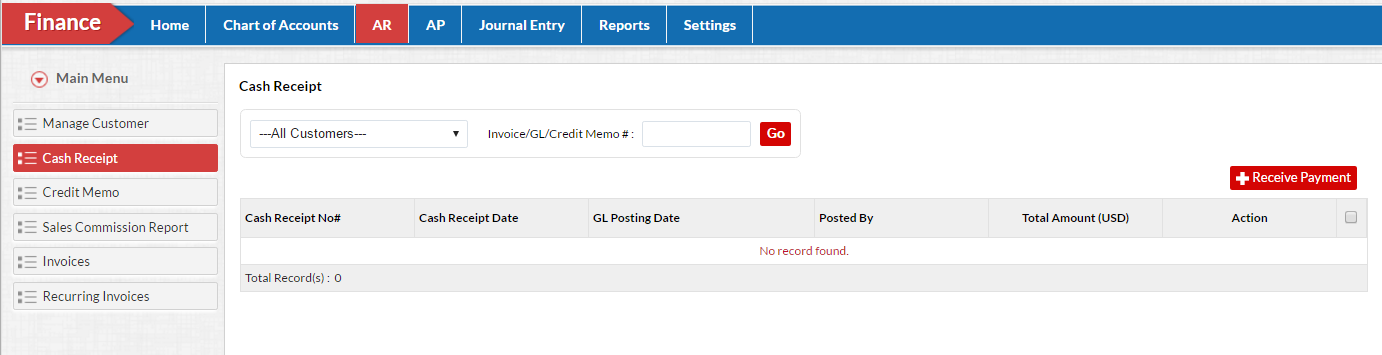 Finance Home Chart of Accounts AR AP Journal Entry Reports Settings
Main Menu
Manage Customer
Cash Receipt
Credit Memo
Sales Commission Report
Invoices
Recurring Invoices
Cash Receipt
---All Customers--- Invoice/GL/Credit Memo # : Go
Receive Payment
Cash Receipt No# Cash Receipt Date GL Posting Date Posted By Total Amount (USD) Action
No record found.
Total Record(s) : 0